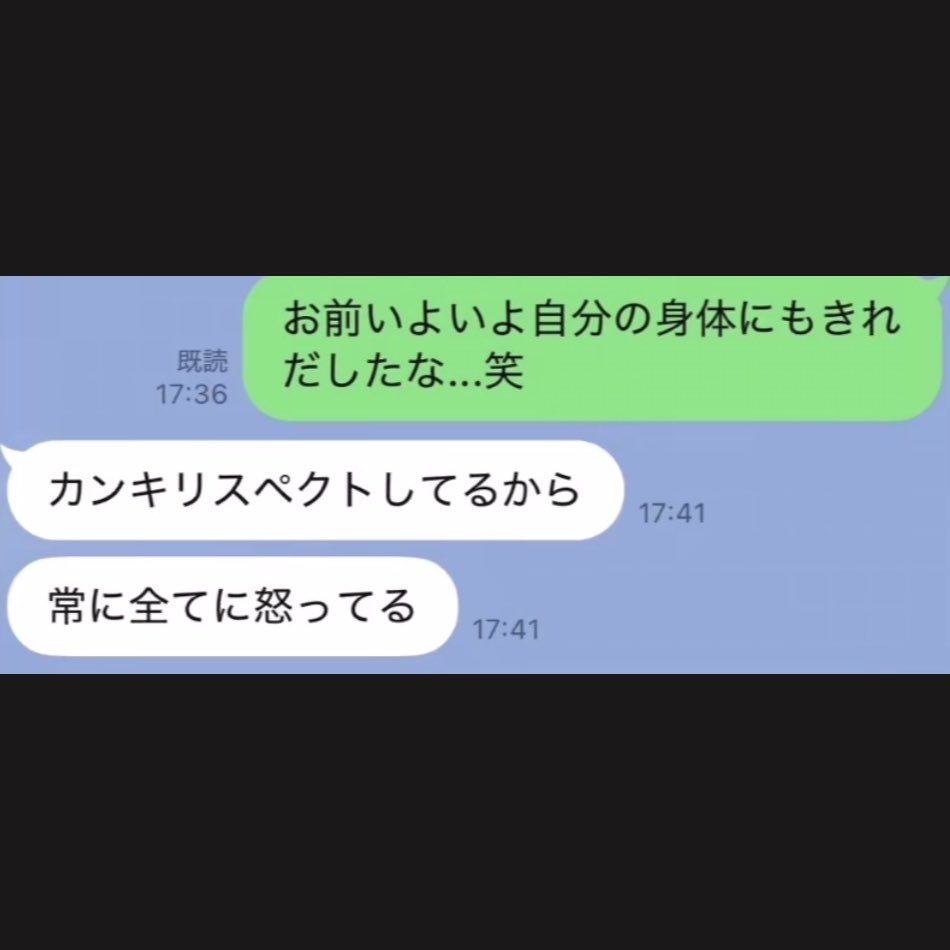 お前いよいよ自分の身体にもきれ
だしたな...笑
既読
17:36
カンキリスペクトしてるから
17:41
常に全てに怒ってる
17:41